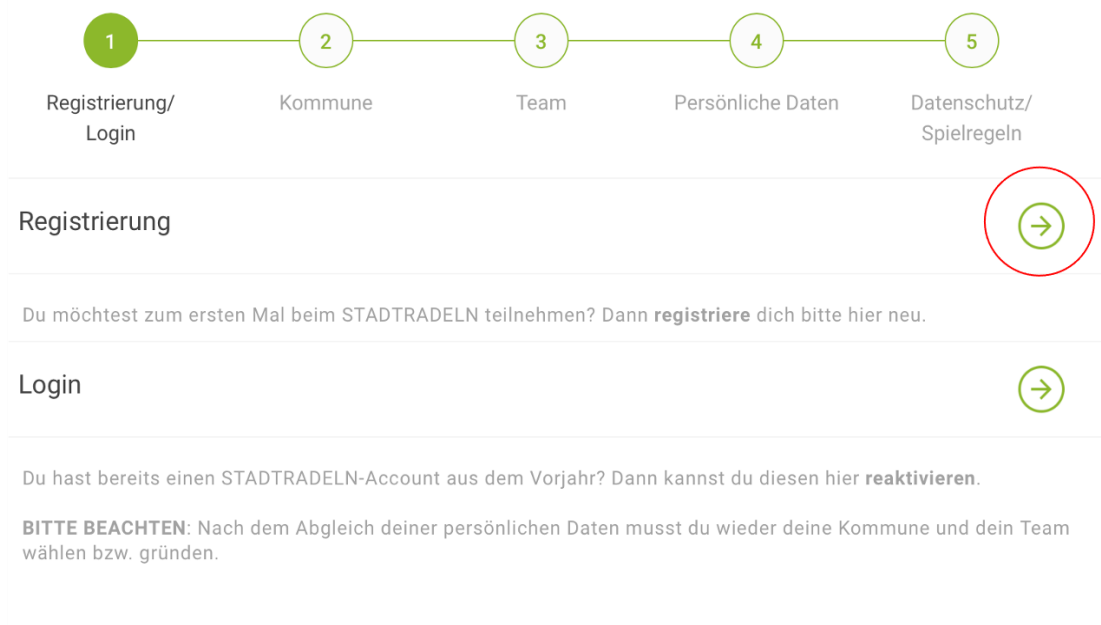 1 2 3 4 5
Registrierung/ Kommune Team Persönliche Daten Datenschutz/
Login Spielregeln
Registrierung
Du möchtest zum ersten Mal beim STADTRADELN teilnehmen? Dann registriere dich bitte hier neu.
Login
Du hast bereits einen STADTRADELN-Account aus dem Vorjahr? Dann kannst du diesen hier reaktivieren.
BITTE BEACHTEN: Nach dem Abgleich deiner persönlichen Daten musst du wieder deine Kommune und dein Team
wählen bzw. gründen.